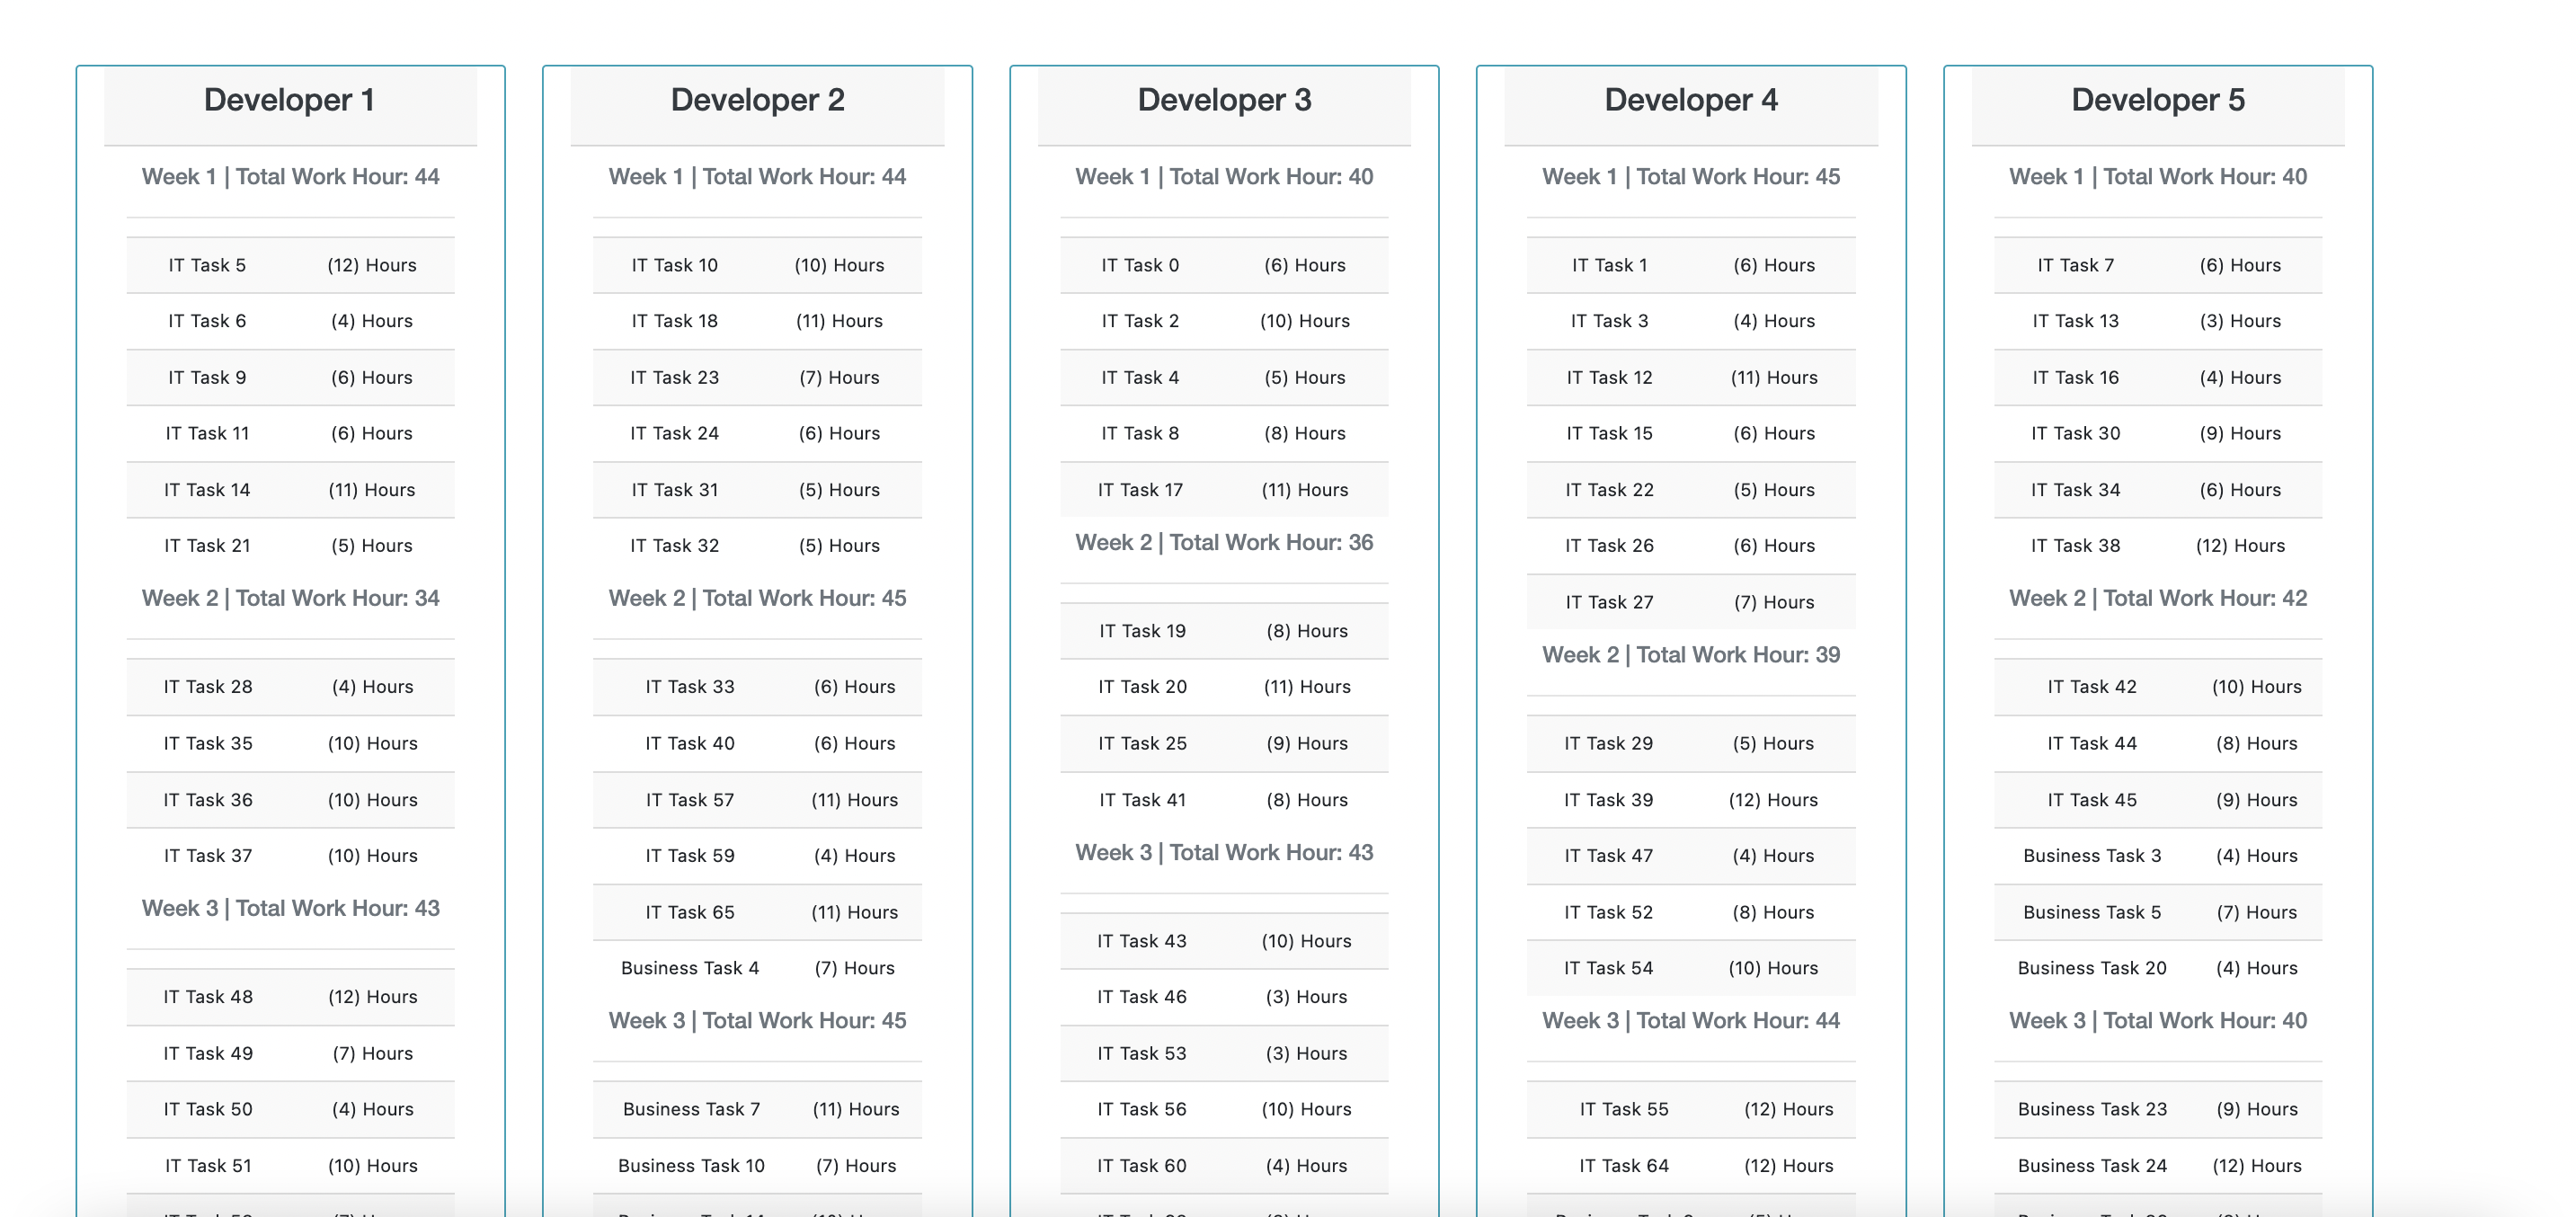 Developer 1
Week 1 | Total Work Hour: 44
IT Task 5 (12) Hours
IT Task 6 (4) Hours
IT Task 9 (6) Hours
IT Task 11 (6) Hours
IT Task 14 (11) Hours
IT Task 21 (5) Hours
Week 2 | Total Work Hour: 34
IT Task 28 (4) Hours
IT Task 35 (10) Hours
IT Task 36 (10) Hours
IT Task 37 (10) Hours
Week 3 | Total Work Hour: 43
IT Task 48 (12) Hours
IT Task 49 (7) Hours
IT Task 50 (4) Hours
IT Task 51 (10) Hours
Developer 2
Week 1 | Total Work Hour: 44
IT Task 10 (10) Hours
IT Task 18 (11) Hours
IT Task 23 (7) Hours
IT Task 24 (6) Hours
IT Task 31 (5) Hours
IT Task 32 (5) Hours
Week 2 | Total Work Hour: 45
IT Task 33 (6) Hours
IT Task 40 (6) Hours
IT Task 57 (11) Hours
IT Task 59 (4) Hours
IT Task 65 (11) Hours
Business Task 4 (7) Hours
Week 3 | Total Work Hour: 45
Business Task 7 (11) Hours
Business Task 10 (7) Hours
Developer 3
Week 1 | Total Work Hour: 40
IT Task 0 (6) Hours
IT Task 2 (10) Hours
IT Task 4 (5) Hours
IT Task 8 (8) Hours
IT Task 17 (11) Hours
Week 2 | Total Work Hour: 36
IT Task 19 (8) Hours
IT Task 20 (11) Hours
IT Task 25 (9) Hours
IT Task 41 (8) Hours
Week 3 | Total Work Hour: 43
IT Task 43 (10) Hours
IT Task 46 (3) Hours
IT Task 53 (3) Hours
IT Task 56 (10) Hours
IT Task 60 (4) Hours
Developer 4
Week 1 | Total Work Hour: 45
IT Task 1 (6) Hours
IT Task 3 (4) Hours
IT Task 12 (11) Hours
IT Task 15 (6) Hours
IT Task 22 (5) Hours
IT Task 26 (6) Hours
IT Task 27 (7) Hours
Week 2 | Total Work Hour: 39
IT Task 29 (5) Hours
IT Task 39 (12) Hours
IT Task 47 (4) Hours
IT Task 52 (8) Hours
IT Task 54 (10) Hours
Week 3 | Total Work Hour: 44
IT Task 55 (12) Hours
IT Task 64 (12) Hours
Developer 5
Week 1 | Total Work Hour: 40
IT Task 7 (6) Hours
IT Task 13 (3) Hours
IT Task 16 (4) Hours
IT Task 30 (9) Hours
IT Task 34 (6) Hours
IT Task 38 (12) Hours
Week 2 | Total Work Hour: 42
IT Task 42 (10) Hours
IT Task 44 (8) Hours
IT Task 45 (9) Hours
Business Task 3 (4) Hours
Business Task 5 (7) Hours
Business Task 20 (4) Hours
Week 3 | Total Work Hour: 40
Business Task 23 (9) Hours
Business Task 24 (12) Hours